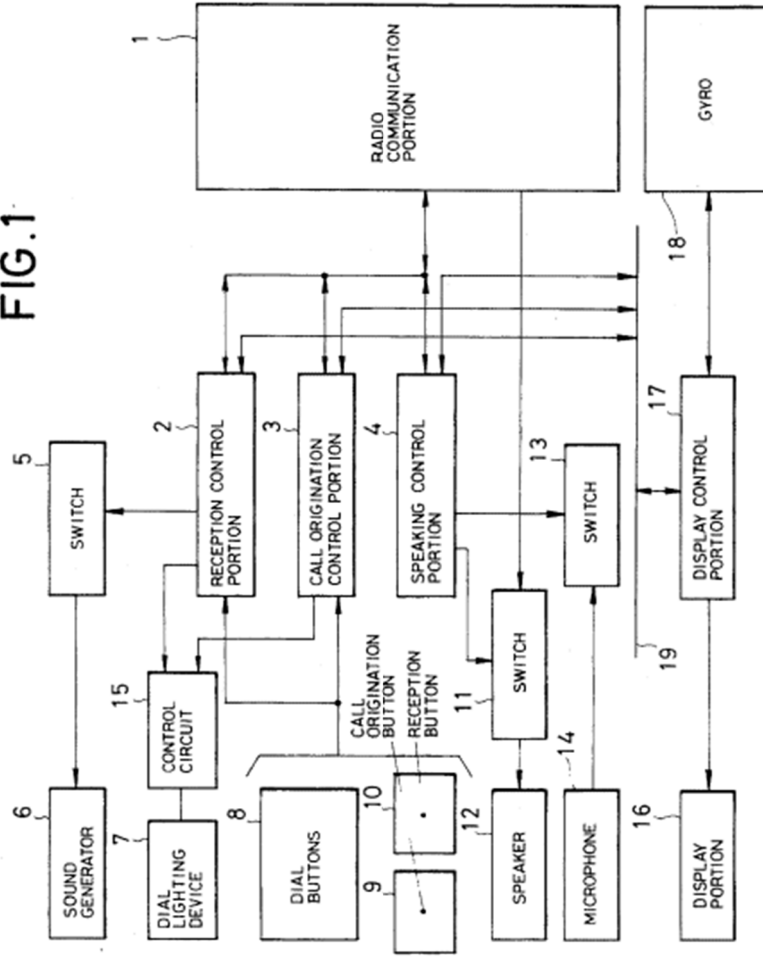 FIG.1
6
SOUND
GENERATOR
5
SWITCH
7
DIAL
LIGHTING
DEVICE
15
CONTROL
CIRCUIT
2
RECEPTION CONTROL
PORTION
1
RADIO
COMMUNICATION
PORTION
8
DIAL
BUTTONS
3
CALL ORIGINATION
CONTROL PORTION
9
10
CALL
ORIGINATION
BUTTON
RECEPTION
BUTTON
4
SPEAKING CONTROL
PORTION
12
SPEAKER
11
SWITCH
14
MICROPHONE
13
SWITCH
19
16
DISPLAY
PORTION
17
DISPLAY CONTROL
PORTION
18
GYRO